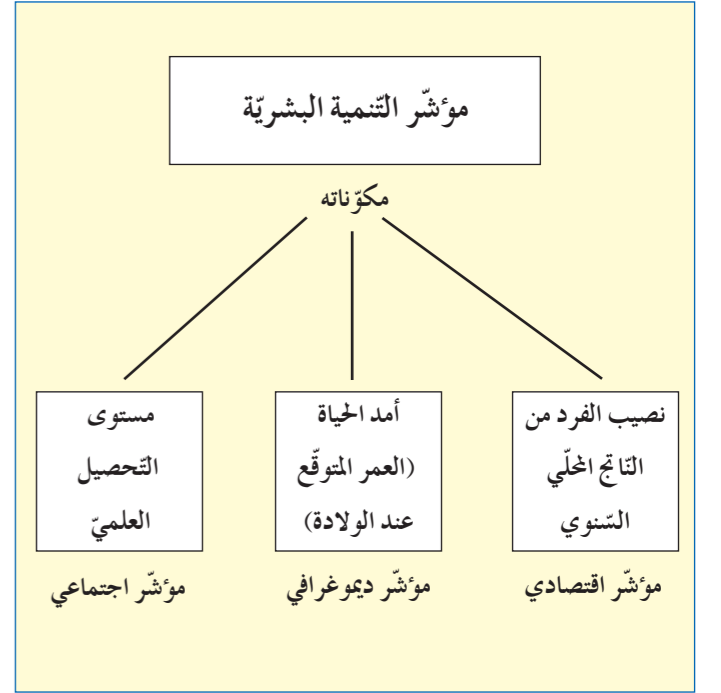 مؤشّر التّنمية البشريّة
مكوّناته
نصيب الفرد من
النّاتج المحلّي
السّنوي
مؤشّر اقتصادي
أمد الحياة
(العمر المتوقّع
عند الولادة)
مؤشّر ديموغرافي
مستوى
التّحصيل
العلميّ
مؤشّر اجتماعي